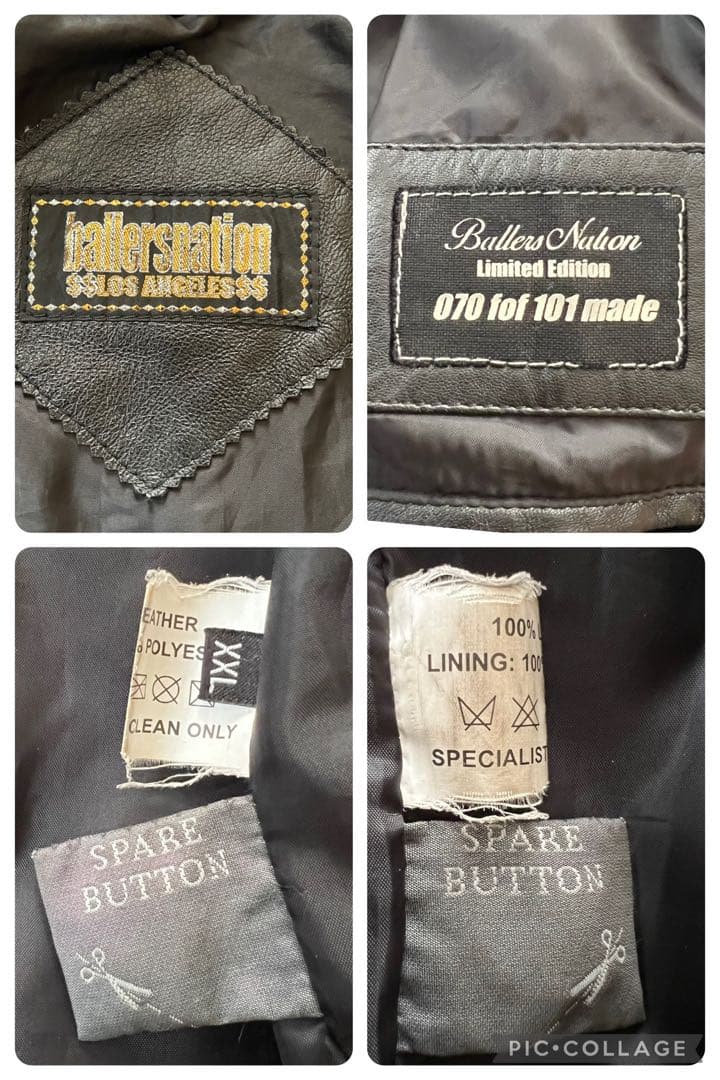 ballersnation
$$LOS ANGELES$$
Ballers Nation
Limited Edition
070 fof 101 made
EATHER
POLYES
XXL
CLEAN ONLY
SPARE
BUTTON
100% L
LINING: 100
SPECIALIST
SPARE
BUTTON
PIC•COLLAGE